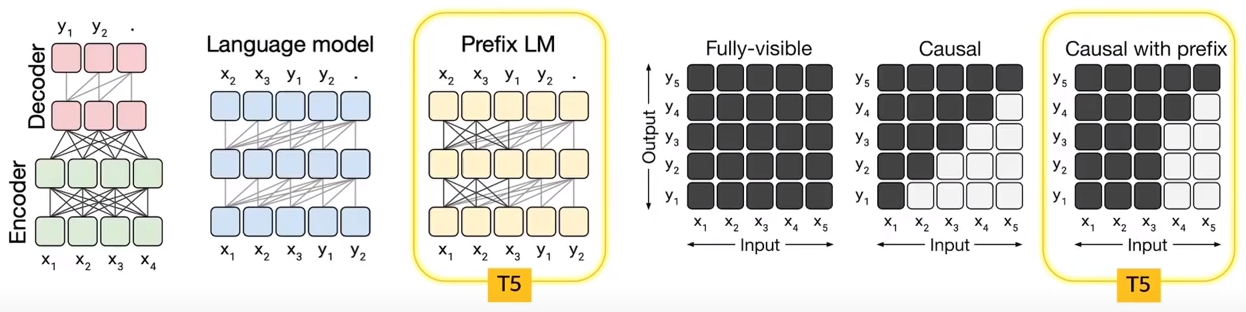 y1 y2 .
Decoder
Encoder
x1 x2 x3 x4
Language model
x2 x3 y1 y2 .
x1 x2 x3 y1 y2
Prefix LM
x2 x3 y1 y2 .
x1 x2 x3 y1 y2
T5
Fully-visible
Output
y5
y4
y3
y2
y1
x1 x2 x3 x4 x5
Input
Causal
y5
y4
y3
y2
y1
x1 x2 x3 x4 x5
Input
Causal with prefix
y5
y4
y3
y2
y1
x1 x2 x3 x4 x5
Input
T5